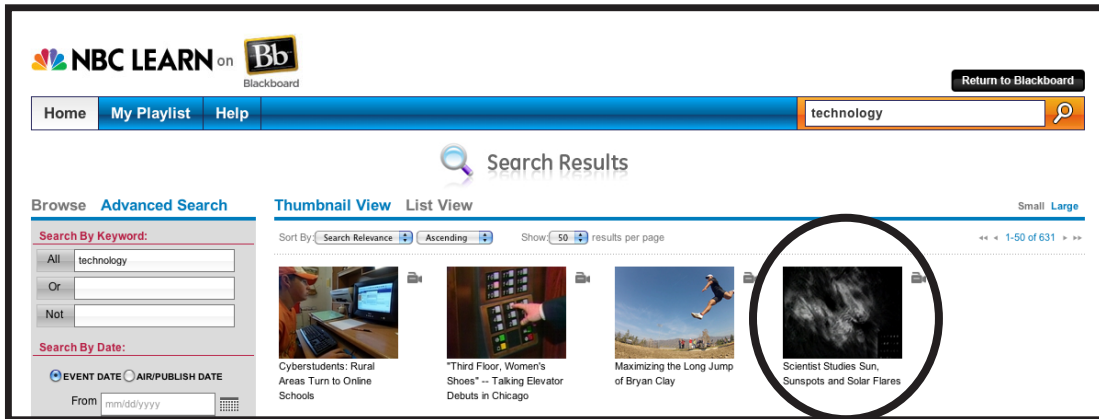 NBC LEARN on Bb
Blackboard
Return to Blackboard
Home My Playlist Help technology
Search Results
Browse Advanced Search Thumbnail View List View Small Large
Search By Keyword: Sort By: Search Relevance Ascending Show: 50 results per page 1-50 of 631
All technology
Or
Not
Search By Date:
EVENT DATE AIR/PUBLISH DATE
From mm/dd/yyyy
Cyberstudents: Rural
Areas Turn to Online
Schools
"Third Floor, Women's
Shoes" -- Talking Elevator
Debuts in Chicago
Maximizing the Long Jump
of Bryan Clay
Scientist Studies Sun,
Sunspots and Solar Flares